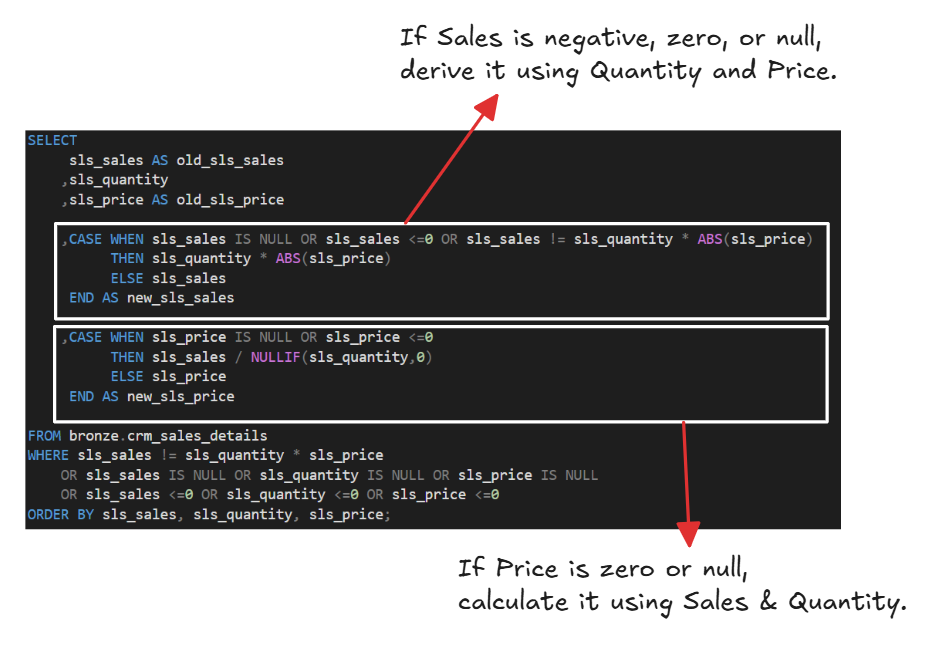 If Sales is negative, zero, or null,
derive it using Quantity and Price.
SELECT
sls_sales AS old_sls_sales
,sls_quantity
,sls_price AS old_sls_price
,CASE WHEN sls_sales IS NULL OR sls_sales <=0 OR sls_sales != sls_quantity * ABS(sls_price)
THEN sls_quantity * ABS(sls_price)
ELSE sls_sales
END AS new_sls_sales
,CASE WHEN sls_price IS NULL OR sls_price <=0
THEN sls_sales / NULLIF(sls_quantity,0)
ELSE sls_price
END AS new_sls_price
FROM bronze.crm_sales_details
WHERE sls_sales != sls_quantity * sls_price
OR sls_sales IS NULL OR sls_quantity IS NULL OR sls_price IS NULL
OR sls_sales <=0 OR sls_quantity <=0 OR sls_price <=0
ORDER BY sls_sales, sls_quantity, sls_price;
If Price is zero or null,
calculate it using Sales & Quantity.